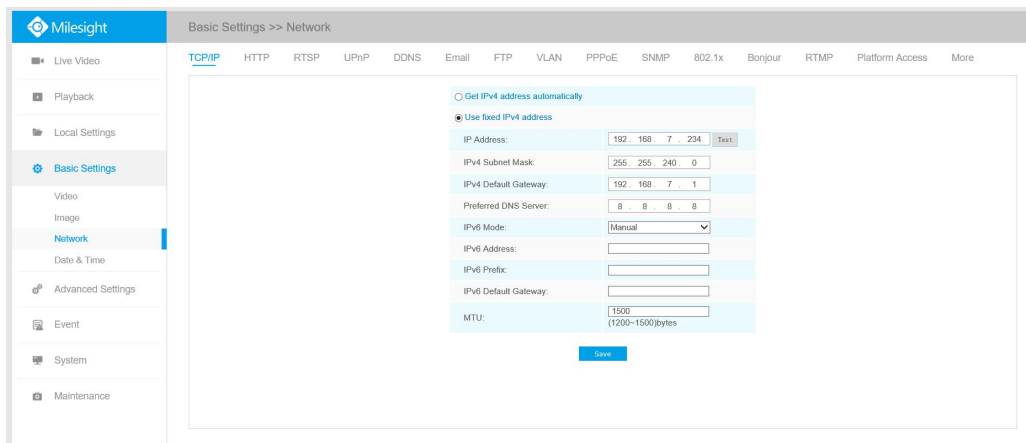 Milesight
Basic Settings >> Network
Live Video
Playback
Local Settings
Basic Settings
Video
Image
Network
Date & Time
Advanced Settings
Event
System
Maintenance
TCP/IP HTTP RTSP UPnP DDNS Email FTP VLAN PPPoE SNMP 802.1x Bonjour RTMP Platform Access More
Get IPv4 address automatically
Use fixed IPv4 address
IP Address: 192 . 168 . 7 . 234 Test
IPv4 Subnet Mask: 255 . 255 . 240 . 0
IPv4 Default Gateway: 192 . 168 . 7 . 1
Preferred DNS Server: 8 . 8 . 8 . 8
IPv6 Mode: Manual
IPv6 Address:
IPv6 Prefix:
IPv6 Default Gateway:
MTU: 1500
(1200~1500)bytes
Save